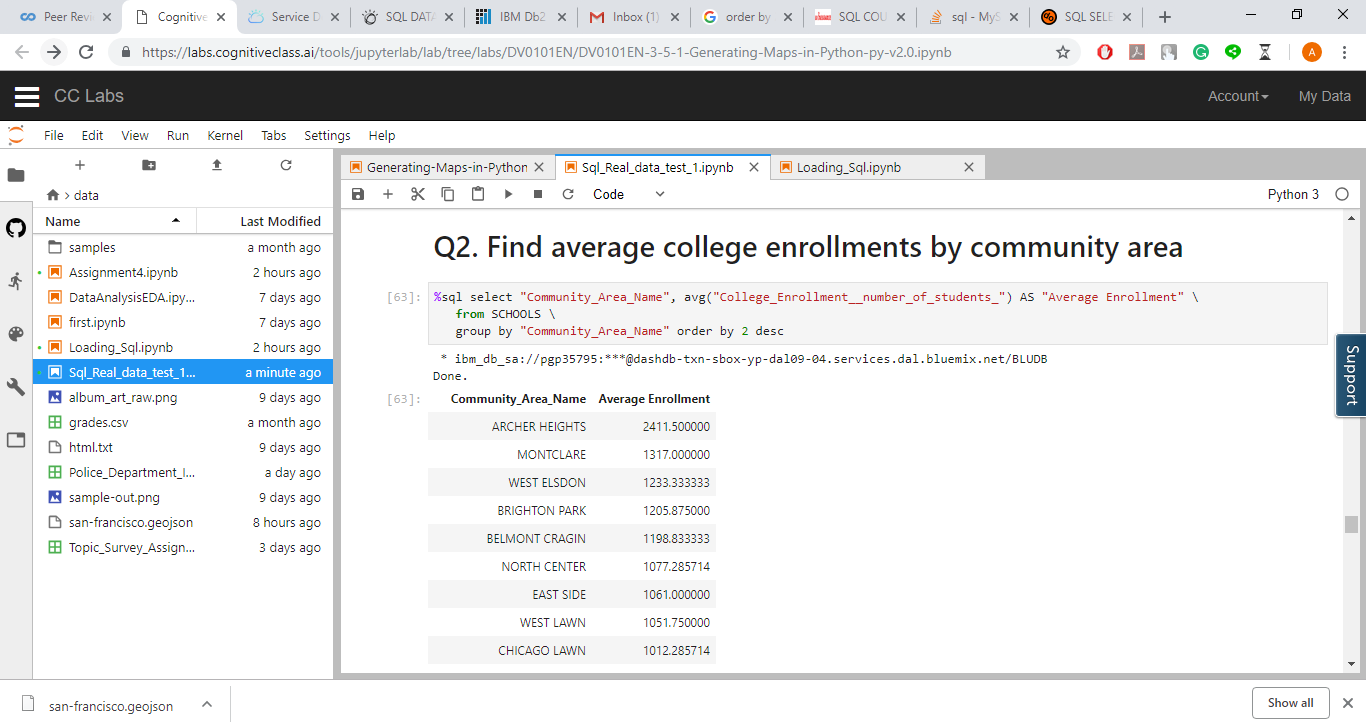 Peer Revi
Cognitive
Service D
SQL DATA
IBM Db2
Inbox (1)
order by
SQL COU
sql - MyS
SQL SELE
https://labs.cognitiveclass.ai/tools/jupyterlab/lab/tree/labs/DV0101EN/DV0101EN-3-5-1-Generating-Maps-in-Python-py-v2.0.ipynb
A
CC Labs
Account
My Data
File Edit View Run Kernel Tabs Settings Help
data
Name Last Modified
samples a month ago
Assignment4.ipynb 2 hours ago
DataAnalysisEDA.ipy... 7 days ago
first.ipynb 7 days ago
Loading_Sql.ipynb 2 hours ago
Sql_Real_data_test_1... a minute ago
album_art_raw.png 9 days ago
grades.csv a month ago
html.txt 9 days ago
Police_Department_I... a day ago
sample-out.png 9 days ago
san-francisco.geojson 8 hours ago
Topic_Survey_Assign... 3 days ago
Generating-Maps-in-Python
Sql_Real_data_test_1.ipynb
Loading_Sql.ipynb
Code
Python 3
Q2. Find average college enrollments by community area
[63]: %sql select "Community_Area_Name", avg("College_Enrollment__number_of_students_") AS "Average Enrollment" \
from SCHOOLS \
group by "Community_Area_Name" order by 2 desc
* ibm_db_sa://pgp35795:***@dashdb-txn-sbox-yp-dal09-04.services.dal.bluemix.net/BLUDB
Done.
[63]: Community_Area_Name Average Enrollment
ARCHER HEIGHTS 2411.500000
MONTCLARE 1317.000000
WEST ELSDON 1233.333333
BRIGHTON PARK 1205.875000
BELMONT CRAGIN 1198.833333
NORTH CENTER 1077.285714
EAST SIDE 1061.000000
WEST LAWN 1051.750000
CHICAGO LAWN 1012.285714
Support
san-francisco.geojson
Show all